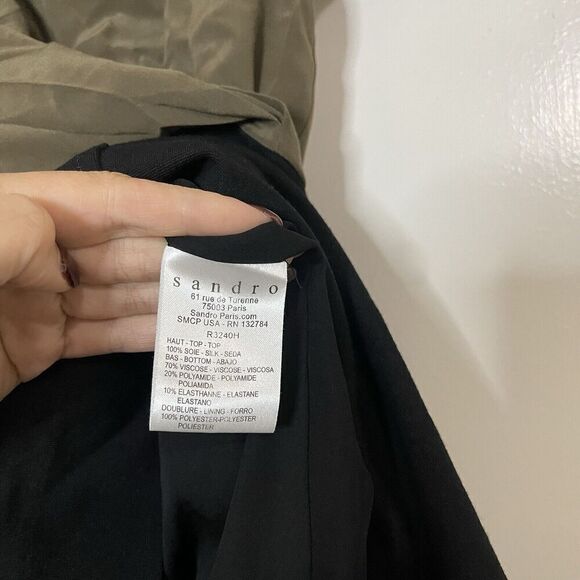 sandro
61 rue de Turenne
75003 Paris
Sandro Paris.com
SMCP USA - RN 132784
R3240H
HAUT - TOP - TOP
100% SOIE - SILK - SEDA
BAS - BOTTOM - ABAJO
70% VISCOSE - VISCOSE - VISCOSA
20% POLYAMIDE - POLYAMIDE
POLIAMIDA
10% ELASTHANNE - ELASTANE
ELASTANO
DOUBLURE - LINING - FORRO
100% POLYESTER-POLYESTER
POLIESTER